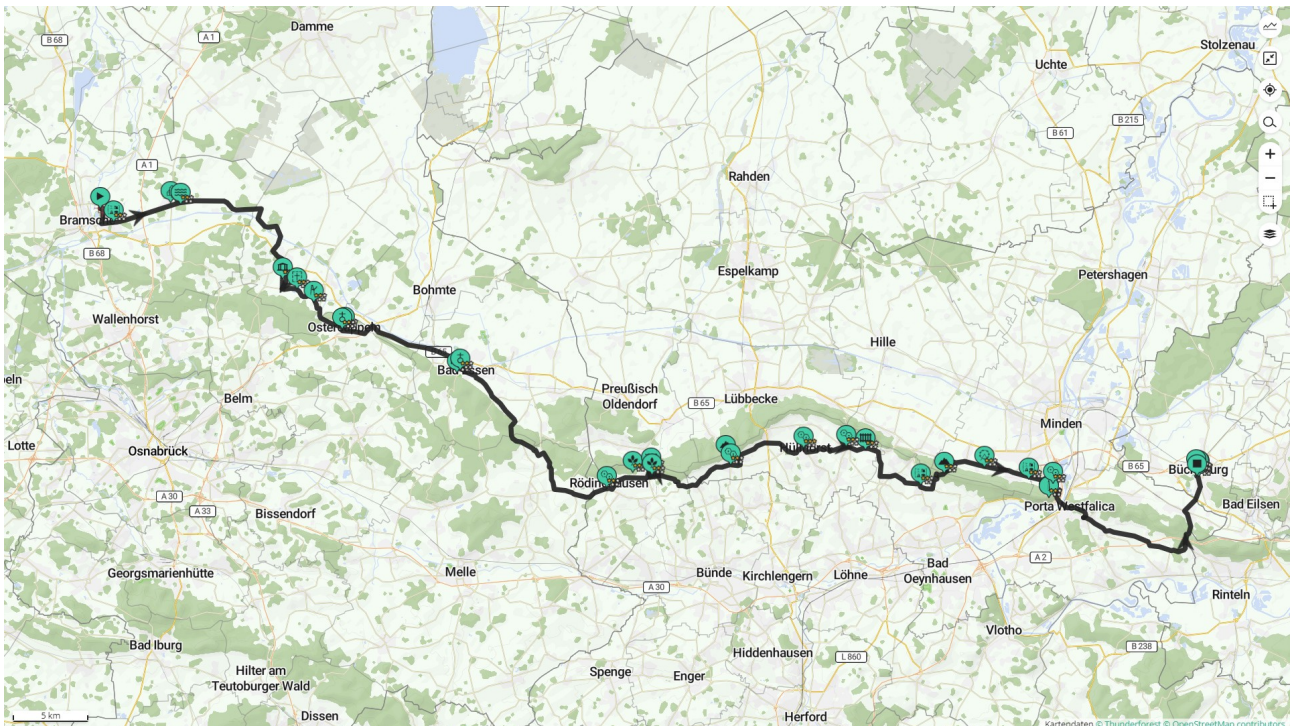 Damme
B 68
A 1
Stolzenau
Uchte
B 215
B 61
A 1
Rahden
Bramsche
B 68
Espelkamp
Petershagen
Bohmte
Wallenhorst
Hille
Belm
Preußisch
Oldendorf
B 65
Lübbecke
Minden
Lotte
Osnabrück
B 65
Rödinghausen
A 30
A 33
Bissendorf
Porta Westfalica
Bad Eilsen
A 2
Georgsmarienhütte
Melle
A 30
Bünde
Kirchlengern
Löhne
Bad
Oeynhausen
Rinteln
Vlotho
Bad Iburg
B 238
Hiddenhausen
L 860
Hilter am
Teutoburger Wald
Spenge
Enger
Dissen
Herford
5 km
Kartendaten © Thunderforest © OpenStreetMap contributors